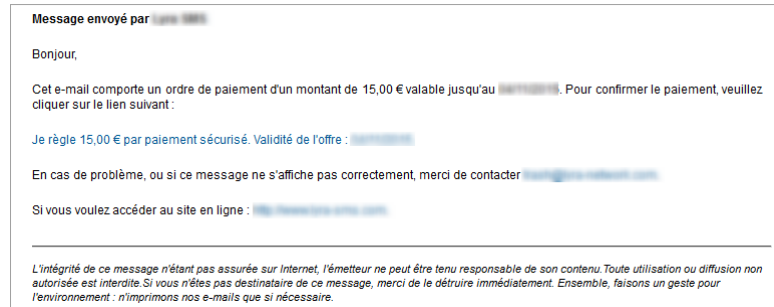 Message envoyé par
Bonjour,
Cet e-mail comporte un ordre de paiement d'un montant de 15,00 € valable jusqu'au . Pour confirmer le paiement, veuillez
cliquer sur le lien suivant :
Je règle 15,00 € par paiement sécurisé. Validité de l'offre :
En cas de problème, ou si ce message ne s'affiche pas correctement, merci de contacter
Si vous voulez accéder au site en ligne :
L'intégrité de ce message n'étant pas assurée sur Internet, l'émetteur ne peut être tenu responsable de son contenu.Toute utilisation ou diffusion non
autorisée est interdite.Si vous n'êtes pas destinataire de ce message, merci de le détruire immédiatement. Ensemble, faisons un geste pour
l'environnement : n'imprimons nos e-mails que si nécessaire.